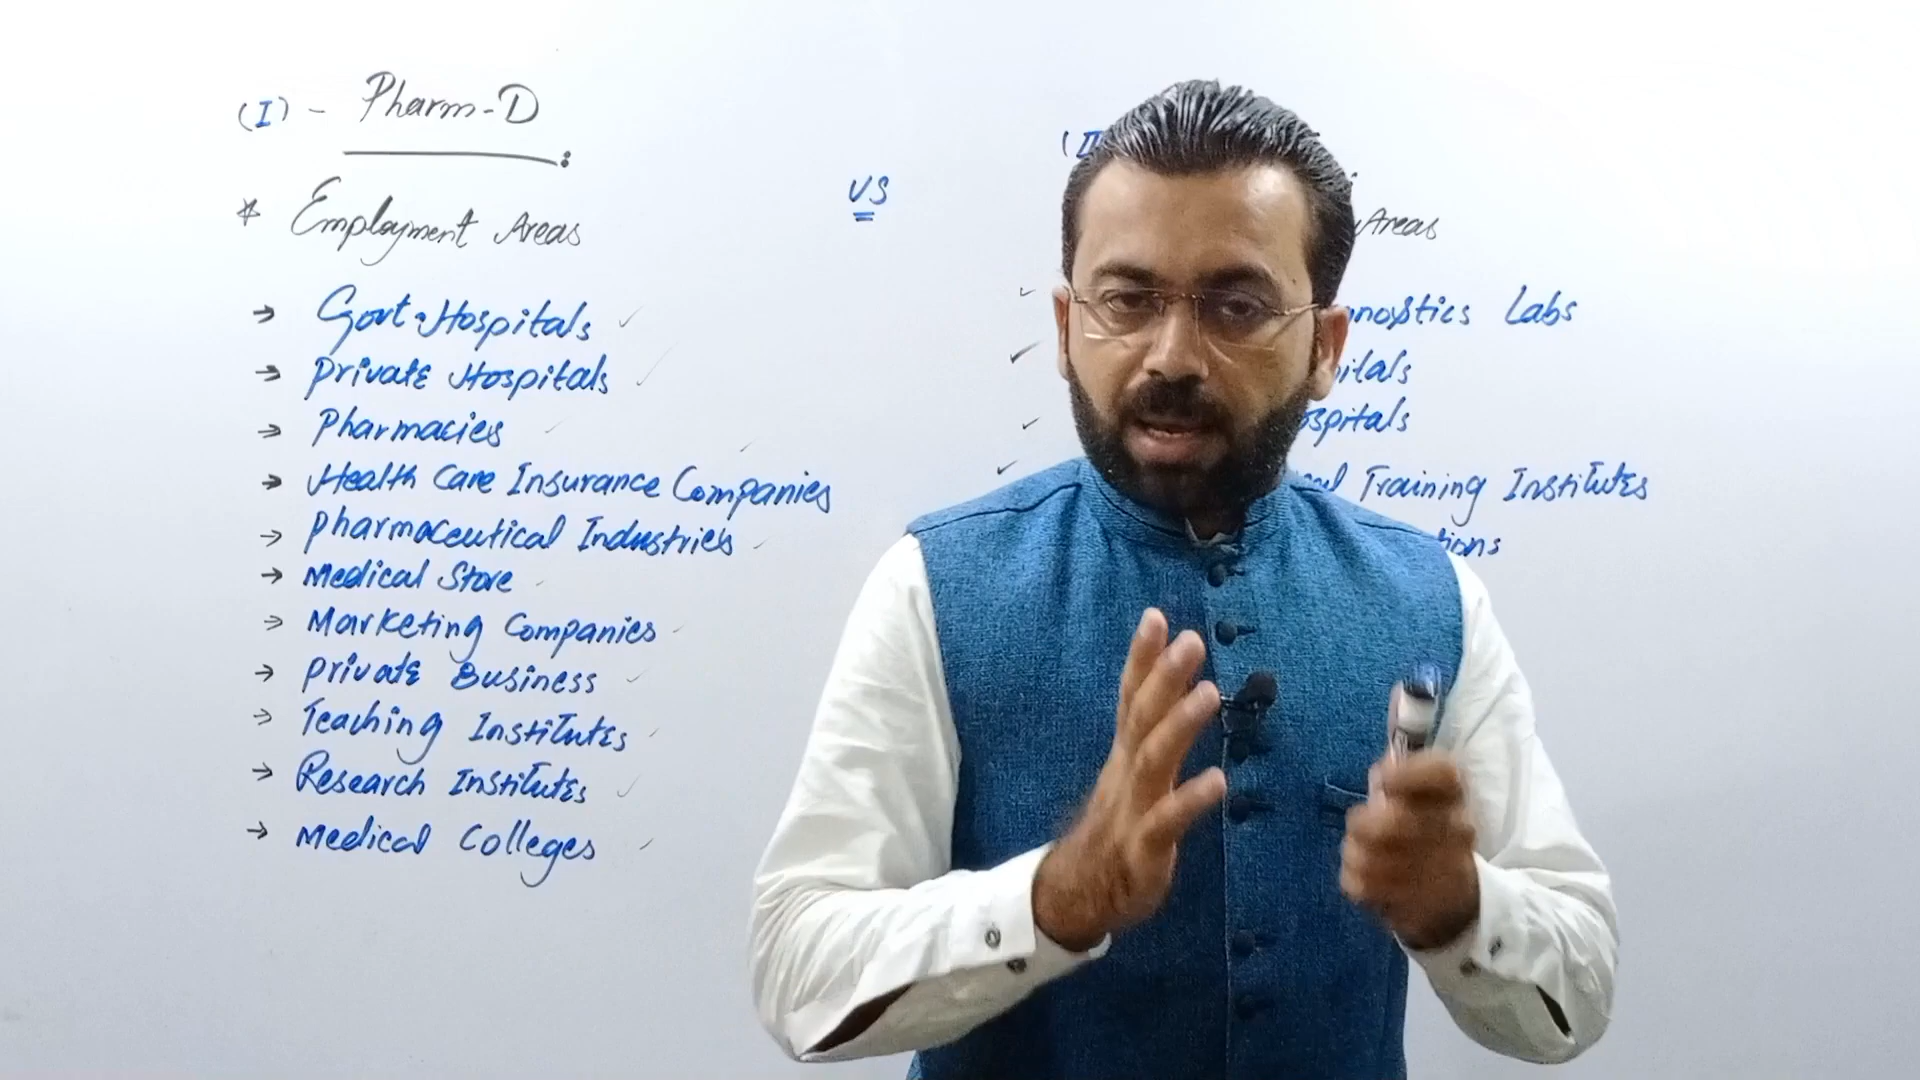 (I) - Pharm-D
* Employment Areas
→ Govt. Hospitals ✓
→ Private Hospitals ✓
→ Pharmacies ✓
→ Health Care Insurance Companies ✓
→ Pharmaceutical Industries ✓
→ Medical Store ✓
→ Marketing Companies ✓
→ Private Business ✓
→ Teaching Institutes ✓
→ Research Institutes ✓
→ Medical Colleges ✓
VS
Areas
Labs
Training Institutes